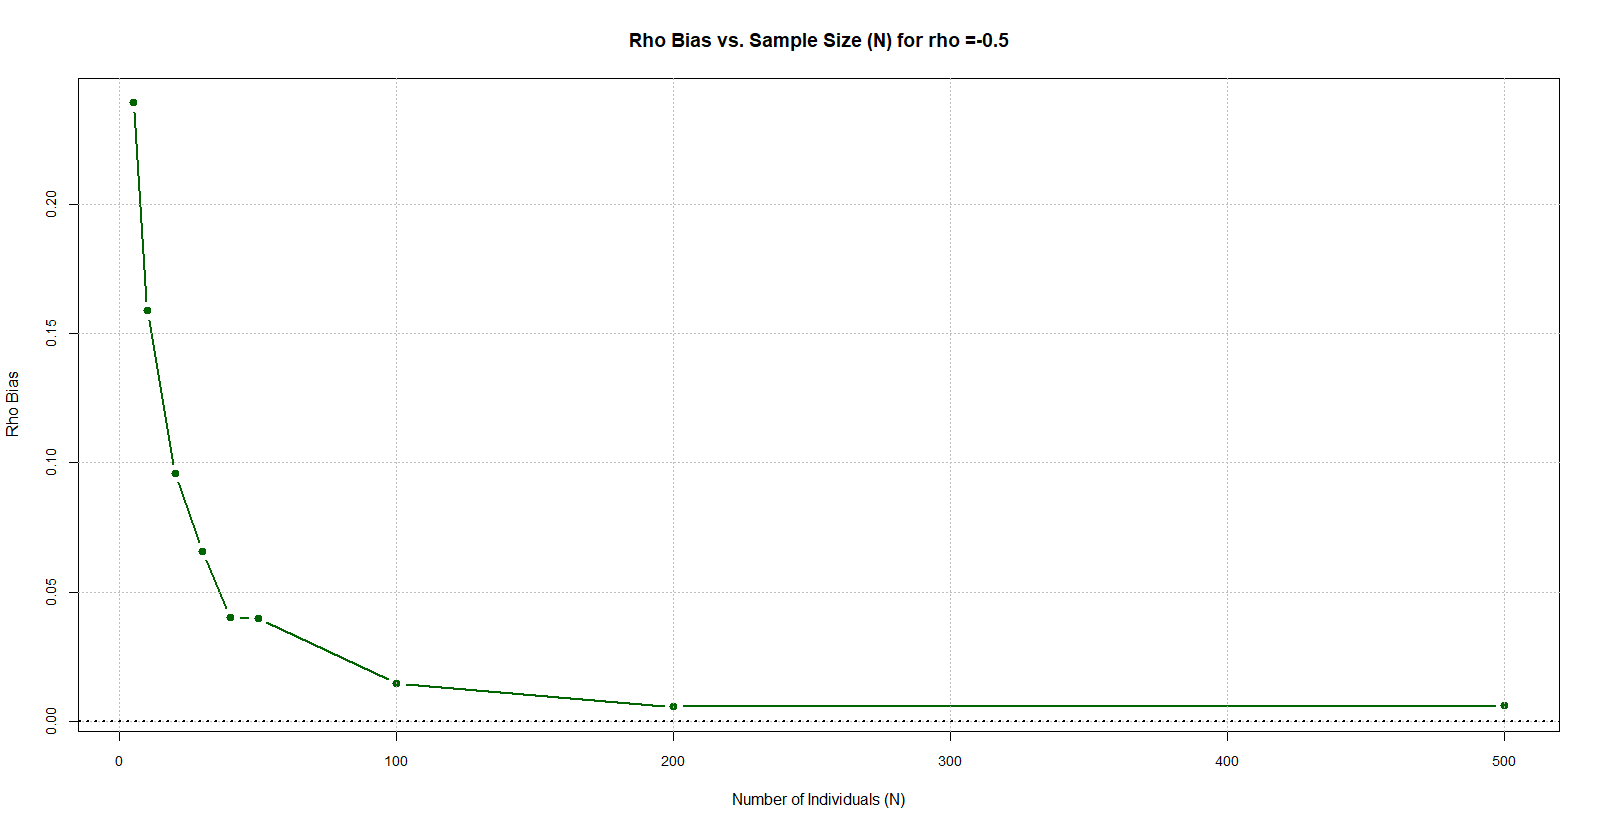 Rho Bias vs. Sample Size (N) for rho =-0.5
Rho Bias
0.20
0.15
0.10
0.05
0.00
0 100 200 300 400 500
Number of Individuals (N)